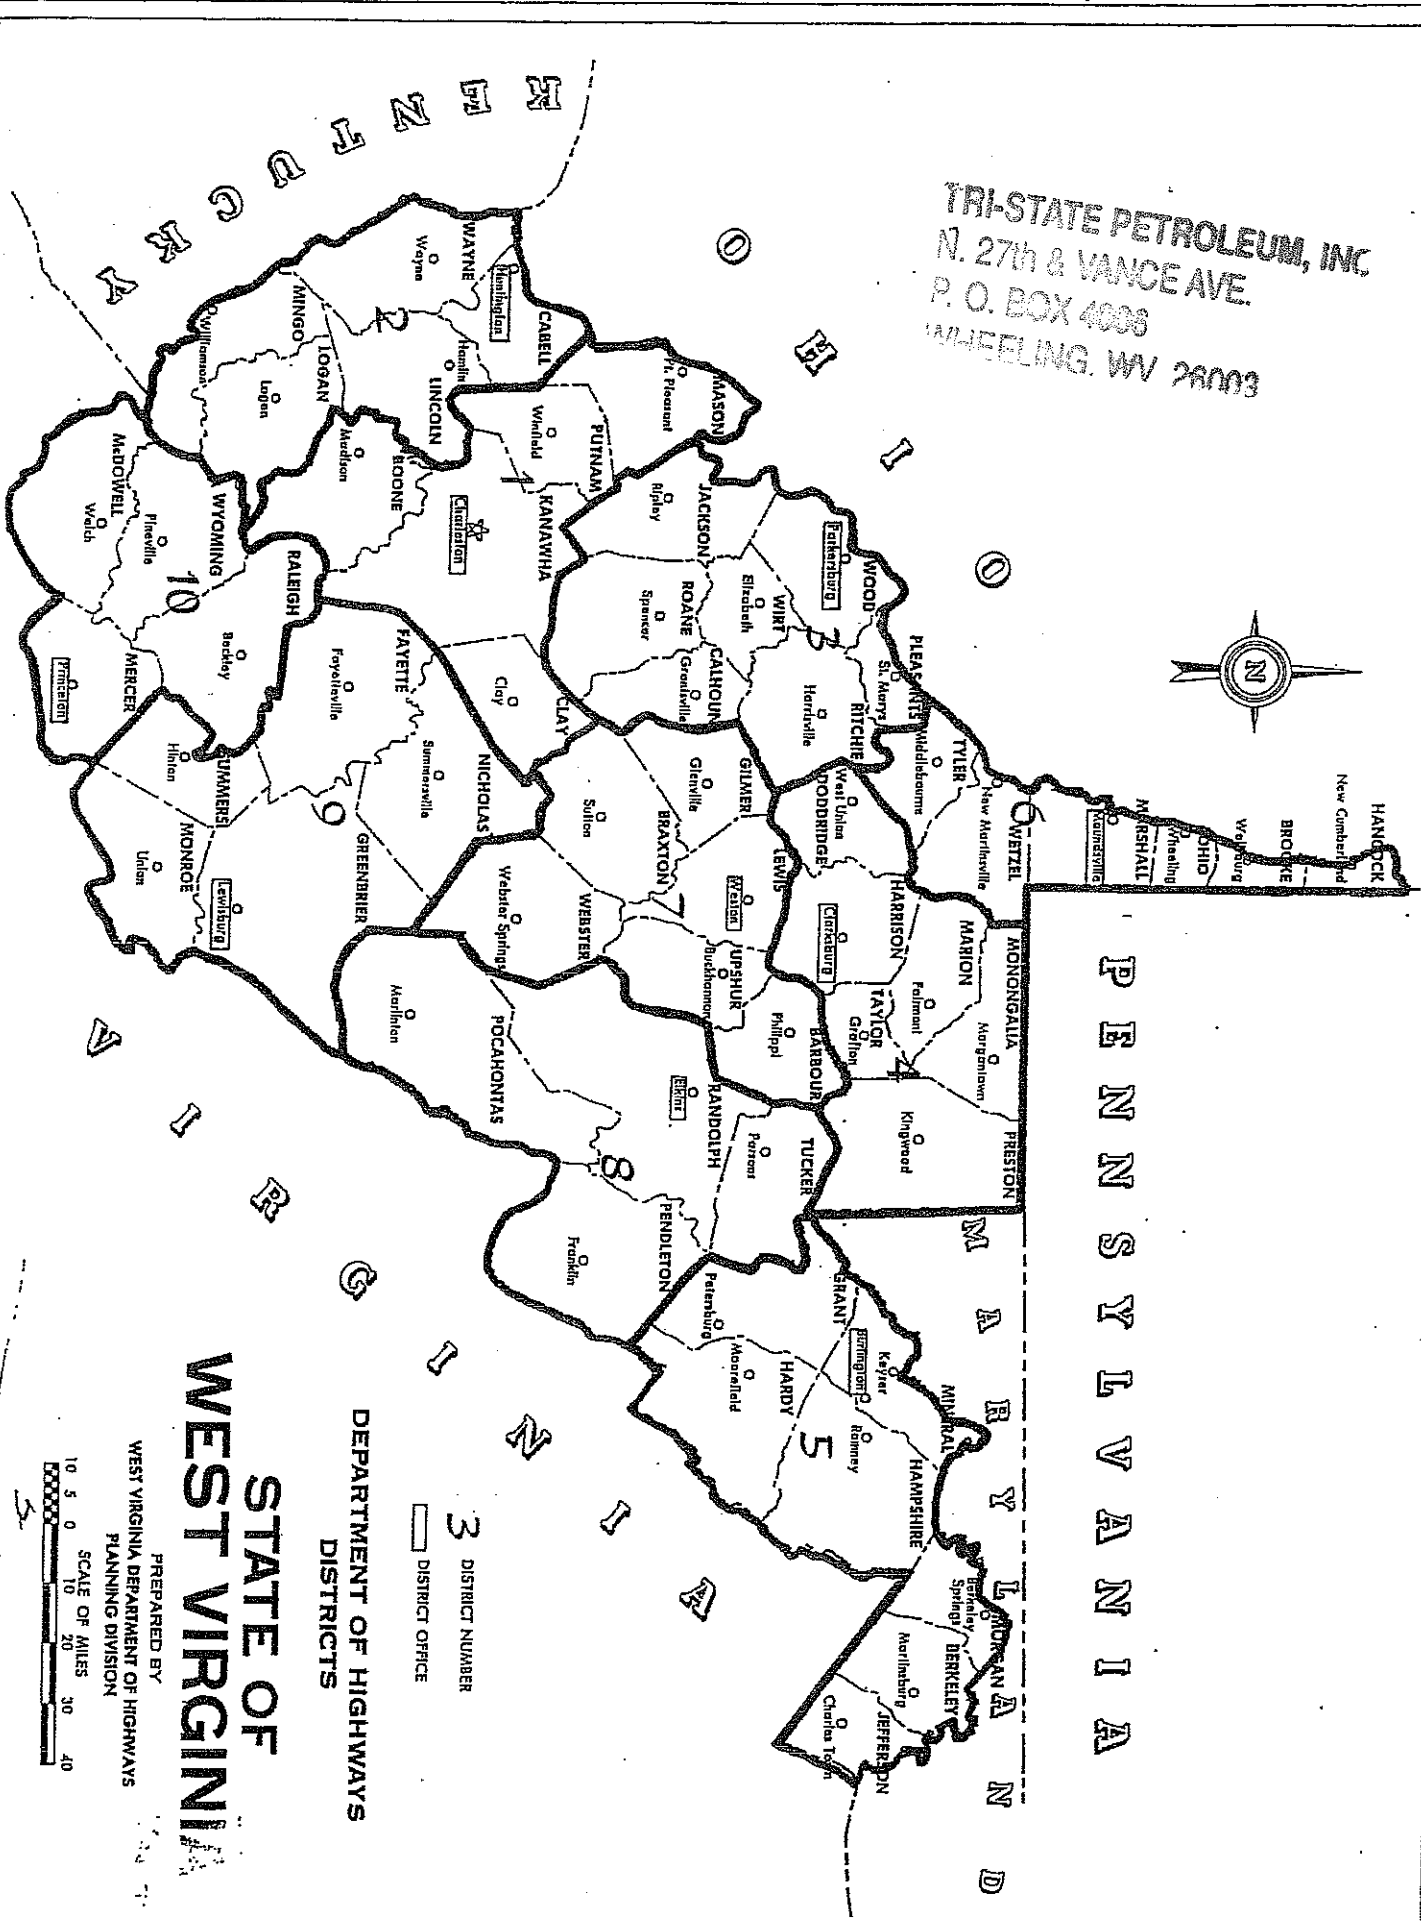 TRI-STATE PETROLEUM, INC
N. 27th & VANCE AVE.
P. O. BOX 4006
WHEELING, WV 26003
PENNSYLVANIA
OHIO
KENTUCKY
VIRGINIA
MARYLAND
N
HANCOCK
New Cumberland
BROOKE
Wellsburg
OHIO
Wheeling
MARSHALL
Moundsville
6
WETZEL
New Martinsville
TYLER
Middlebourne
PLEASANTS
St. Marys
WOOD
Parkersburg
RITCHIE
Harrisville
3
WIRT
Elizabeth
CALHOUN
Grantsville
ROANE
Spencer
JACKSON
Ripley
MASON
Pt. Pleasant
PUTNAM
Winfield
1
KANAWHA
Charleston
CLAY
Clay
BOONE
Madison
CABELL
Huntington
WAYNE
Wayne
2
LINCOLN
Hamlin
MINGO
Williamson
LOGAN
Logan
McDOWELL
Welch
WYOMING
Pineville
10
RALEIGH
Beckley
MERCER
Princeton
SUMMERS
Hinton
MONROE
Union
FAYETTE
Fayetteville
9
NICHOLAS
Summersville
GREENBRIER
Lewisburg
DODDRIDGE
West Union
HARRISON
Clarksburg
MARION
Fairmont
MONONGALIA
Morgantown
TAYLOR
Grafton
4
PRESTON
Kingwood
GILMER
Glenville
LEWIS
Weston
BRAXTON
Sutton
7
UPSHUR
Buckhannon
BARBOUR
Philippi
WEBSTER
Webster Springs
TUCKER
Parsons
RANDOLPH
Elkins
POCAHONTAS
Marlinton
8
PENDLETON
Franklin
GRANT
Petersburg
HARDY
Moorefield
5
MINERAL
Keyser
Burlington
HAMPSHIRE
Romney
MORGAN
Berkeley
Springs
BERKELEY
Martinsburg
JEFFERSON
Charles Town
3 DISTRICT NUMBER
DISTRICT OFFICE
DEPARTMENT OF HIGHWAYS
DISTRICTS
STATE OF
WEST VIRGINIA
PREPARED BY
WEST VIRGINIA DEPARTMENT OF HIGHWAYS
PLANNING DIVISION
SCALE OF MILES
10 5 0 10 20 30 40